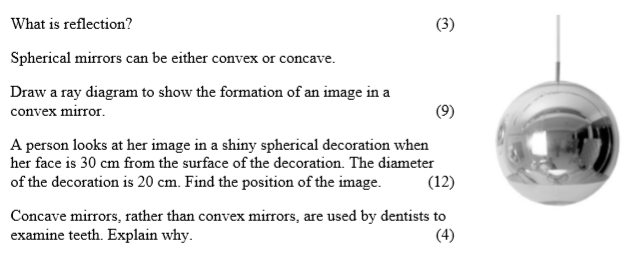 What is reflection? (3)
Spherical mirrors can be either convex or concave.
Draw a ray diagram to show the formation of an image in a
convex mirror. (9)
A person looks at her image in a shiny spherical decoration when
her face is 30 cm from the surface of the decoration. The diameter
of the decoration is 20 cm. Find the position of the image. (12)
Concave mirrors, rather than convex mirrors, are used by dentists to
examine teeth. Explain why. (4)